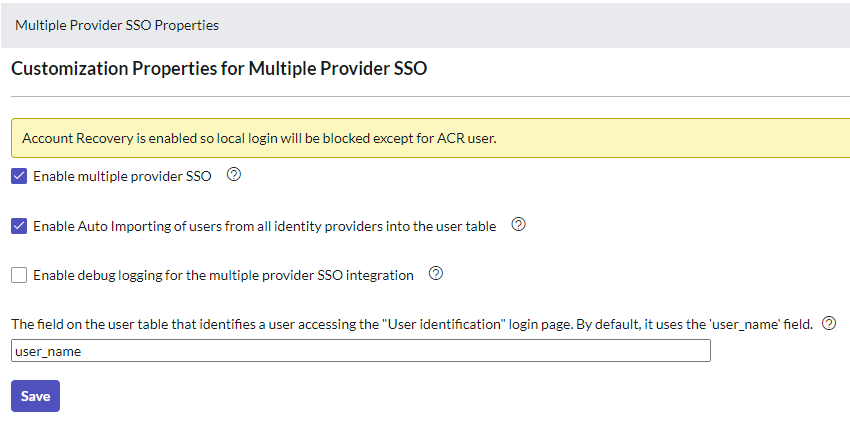 Multiple Provider SSO Properties
Customization Properties for Multiple Provider SSO
Account Recovery is enabled so local login will be blocked except for ACR user.
Enable multiple provider SSO ?
Enable Auto Importing of users from all identity providers into the user table ?
Enable debug logging for the multiple provider SSO integration ?
The field on the user table that identifies a user accessing the "User identification" login page. By default, it uses the 'user_name' field. ?
user_name
Save